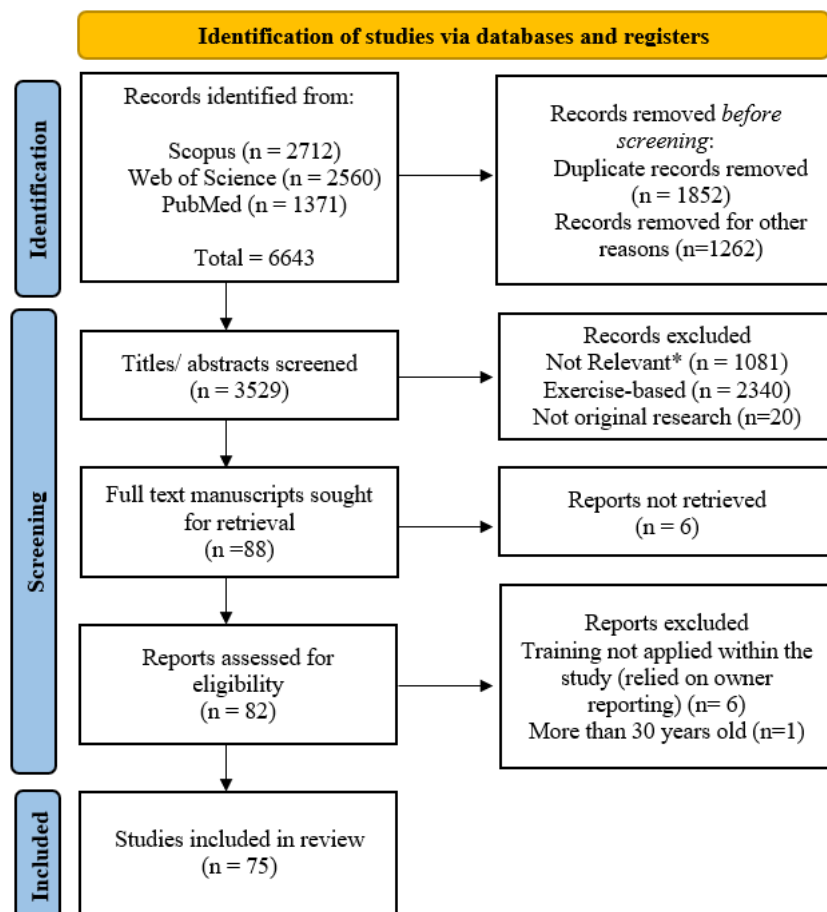 Identification of studies via databases and registers
Identification
Records identified from:
Scopus (n = 2712)
Web of Science (n = 2560)
PubMed (n = 1371)
Total = 6643
Records removed before
screening:
Duplicate records removed
(n = 1852)
Records removed for other
reasons (n=1262)
Screening
Titles/ abstracts screened
(n = 3529)
Records excluded
Not Relevant* (n = 1081)
Exercise-based (n = 2340)
Not original research (n=20)
Full text manuscripts sought
for retrieval
(n =88)
Reports not retrieved
(n = 6)
Reports assessed for
eligibility
(n = 82)
Reports excluded
Training not applied within the
study (relied on owner
reporting) (n= 6)
More than 30 years old (n=1)
Included
Studies included in review
(n = 75)